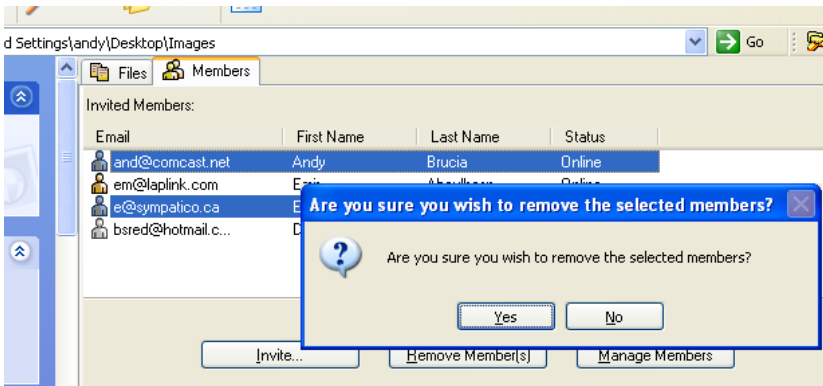 d Settings\andy\Desktop\Images Go
Files Members
Invited Members:
Email First Name Last Name Status
and@comcast.net Andy Brucia Online
em@laplink.com
e@sympatico.ca
bsred@hotmail.c...
Are you sure you wish to remove the selected members?
Are you sure you wish to remove the selected members?
Yes No
Invite... Remove Member(s) Manage Members